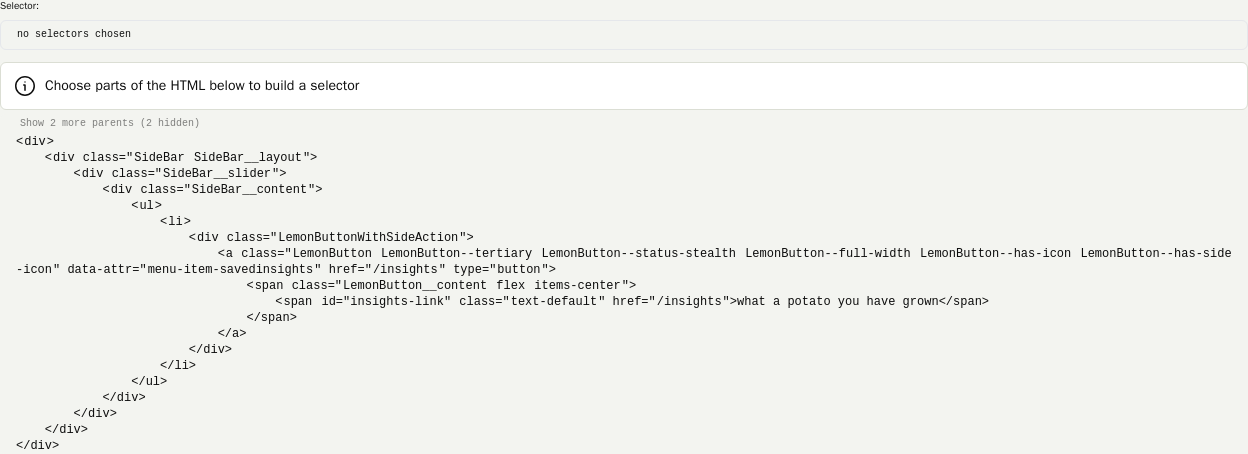 Selector:
no selectors chosen
Choose parts of the HTML below to build a selector
Show 2 more parents (2 hidden)
<div>
<div class="SideBar SideBar__layout">
<div class="SideBar__slider">
<div class="SideBar__content">
<ul>
<li>
<div class="LemonButtonWithSideAction">
<a class="LemonButton LemonButton--tertiary LemonButton--status-stealth LemonButton--full-width LemonButton--has-icon LemonButton--has-side
-icon" data-attr="menu-item-savedinsights" href="/insights" type="button">
<span class="LemonButton__content flex items-center">
<span id="insights-link" class="text-default" href="/insights">what a potato you have grown</span>
</span>
</a>
</div>
</li>
</ul>
</div>
</div>
</div>
</div>